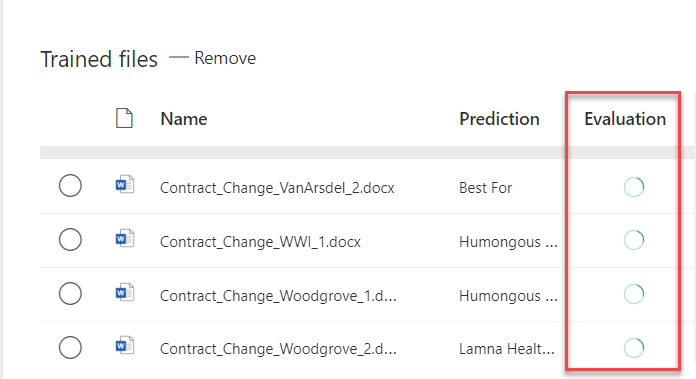 Trained files — Remove
Name Prediction Evaluation
W Contract_Change_VanArsdel_2.docx Best For
W Contract_Change_WWI_1.docx Humongous ...
W Contract_Change_Woodgrove_1.d... Humongous ...
W Contract_Change_Woodgrove_2.d... Lamna Healt...